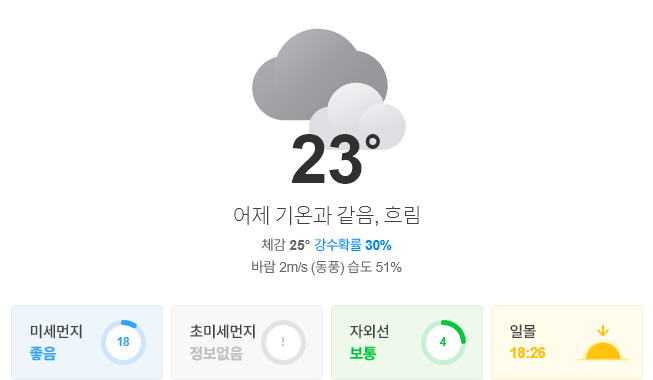 23°
어제 기온과 같음, 흐림
체감 25° 강수확률 30%
바람 2m/s (동풍) 습도 51%
미세먼지
좋음
18
초미세먼지
정보없음
!
자외선
보통
4
일몰
18:26